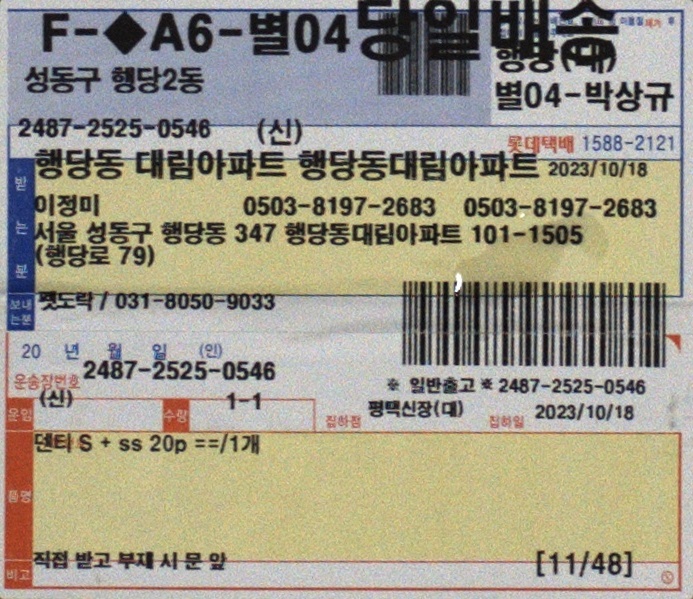 F-◆A6-별04 당일배송
성동구 행당2동
행당(대)
별04-박상규
2487-2525-0546 (신)
롯데택배 1588-2121
행당동 대림아파트 행당동대림아파트 2023/10/18
받는분
이정미 0503-8197-2683 0503-8197-2683
서울 성동구 행당동 347 행당동대림아파트 101-1505
(행당로 79)
보내는분
펫도락 / 031-8050-9033
20 년 월 일 (인)
운송장번호 2487-2525-0546
(신)
※ 일반출고 ※ 2487-2525-0546
운임 수량 1-1
집하점 평택신장(대) 집하일 2023/10/18
덴티 S + ss 20p ==/1개
품명
직접 받고 부재 시 문 앞 [11/48]
비고